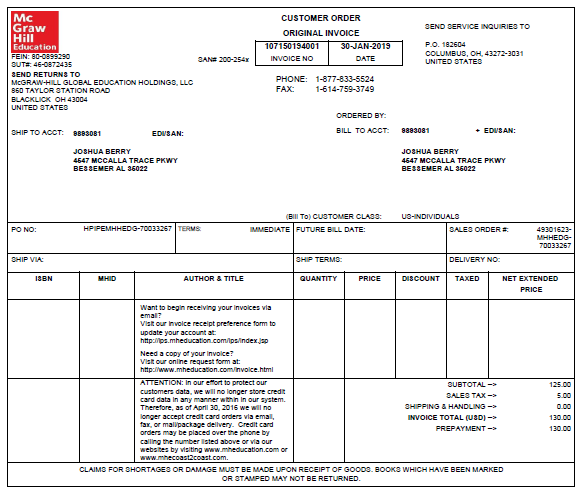 Mc
Graw
Hill
Education
FEIN: 80-0899290
SUT#: 46-0872435
SEND RETURNS TO
McGRAW-HILL GLOBAL EDUCATION HOLDINGS, LLC
860 TAYLOR STATION ROAD
BLACKLICK OH 43004
UNITED STATES
SAN# 200-254x
CUSTOMER ORDER
ORIGINAL INVOICE
107150194001 30-JAN-2019
INVOICE NO DATE
PHONE: 1-877-833-5524
FAX: 1-614-759-3749
SEND SERVICE INQUIRIES TO
P.O. 182604
COLUMBUS, OH, 43272-3031
UNITED STATES
ORDERED BY:
SHIP TO ACCT: 9893081 EDI/SAN:
JOSHUA BERRY
4547 MCCALLA TRACE PKWY
BESSEMER AL 35022
BILL TO ACCT: 9893081 + EDI/SAN:
JOSHUA BERRY
4547 MCCALLA TRACE PKWY
BESSEMER AL 35022
(Bill To) CUSTOMER CLASS: US-INDIVIDUALS
PO NO: HPIPEMHHEDG-70033267 TERMS: IMMEDIATE FUTURE BILL DATE: SALES ORDER #: 49301623-
MHHEDG-
70033267
SHIP VIA: SHIP TERMS: DELIVERY NO:
ISBN MHID AUTHOR & TITLE QUANTITY PRICE DISCOUNT TAXED NET EXTENDED
PRICE
Want to begin receiving your invoices via
email?
Visit our invoice receipt preference form to
update your account at:
http://ips.mheducation.com/ips/index.jsp
Need a copy of your invoice?
Visit our online request form at:
http://www.mheducation.com/invoice.html
ATTENTION: In our effort to protect our
customers data, we will no longer store credit
card data in any manner within in our system.
Therefore, as of April 30, 2016 we will no
longer accept credit card orders via email,
fax, or mail/package delivery. Credit card
orders may be placed over the phone by
calling the number listed above or via our
websites by visiting www.mheducation.com or
www.mhecoast2coast.com.
SUBTOTAL --> 125.00
SALES TAX --> 5.00
SHIPPING & HANDLING --> 0.00
INVOICE TOTAL (USD) --> 130.00
PREPAYMENT --> 130.00
CLAIMS FOR SHORTAGES OR DAMAGE MUST BE MADE UPON RECEIPT OF GOODS. BOOKS WHICH HAVE BEEN MARKED
OR STAMPED MAY NOT BE RETURNED.